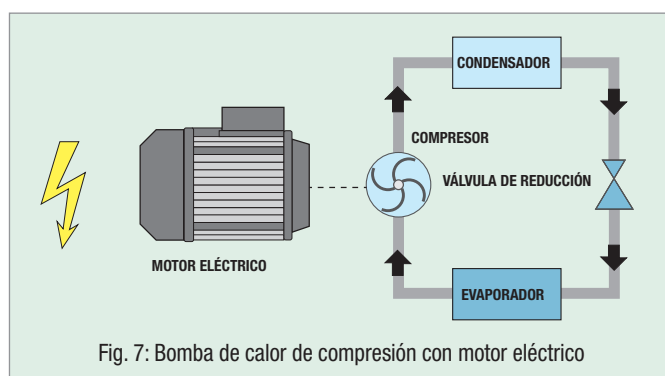 CONDENSADOR
COMPRESOR
VÁLVULA DE REDUCCIÓN
MOTOR ELÉCTRICO
EVAPORADOR
Fig. 7: Bomba de calor de compresión con motor eléctrico